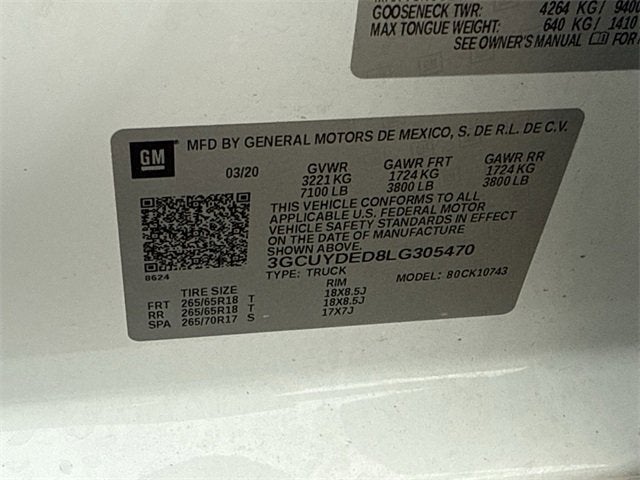 GOOSENECK TWR: 4264 KG / 940
MAX TONGUE WEIGHT: 640 KG / 1410
SEE OWNER'S MANUAL FOR
GM
MFD BY GENERAL MOTORS DE MEXICO, S. DE R.L. DE C.V.
03/20 GVWR GAWR FRT GAWR RR
3221 KG 1724 KG 1724 KG
7100 LB 3800 LB 3800 LB
THIS VEHICLE CONFORMS TO ALL
APPLICABLE U.S. FEDERAL MOTOR
VEHICLE SAFETY STANDARDS IN EFFECT
ON THE DATE OF MANUFACTURE
SHOWN ABOVE.
3GCUYDED8LG305470
8624 TYPE: TRUCK MODEL: 80CK10743
TIRE SIZE RIM
FRT 265/65R18 T 18X8.5J
RR 265/65R18 T 18X8.5J
SPA 265/70R17 S 17X7J